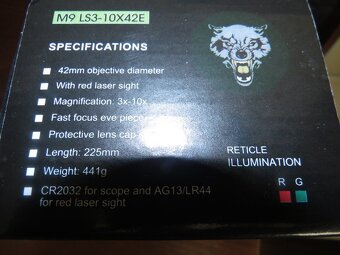 M9 LS3-10X42E
SPECIFICATIONS
42mm objective diameter
With red laser sight
Magnification: 3x-10x
Fast focus eye piece
Protective lens cap
Length: 225mm
Weight: 441g
CR2032 for scope and AG13/LR44
for red laser sight
RETICLE
ILLUMINATION
R G